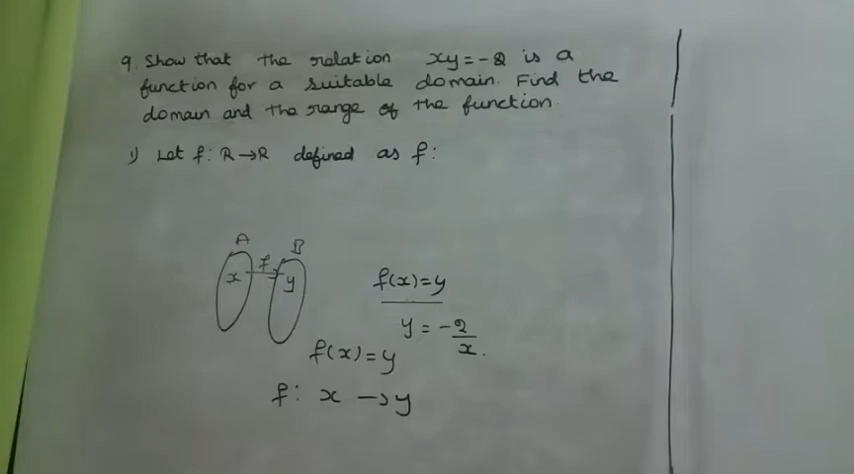 9. Show that the relation xy = -2 is a
function for a suitable domain. Find the
domain and the range of the function.
1) Let f: R→R defined as f:
A B
x f y
f(x) = y
y = -2/x.
f(x) = y
f: x → y